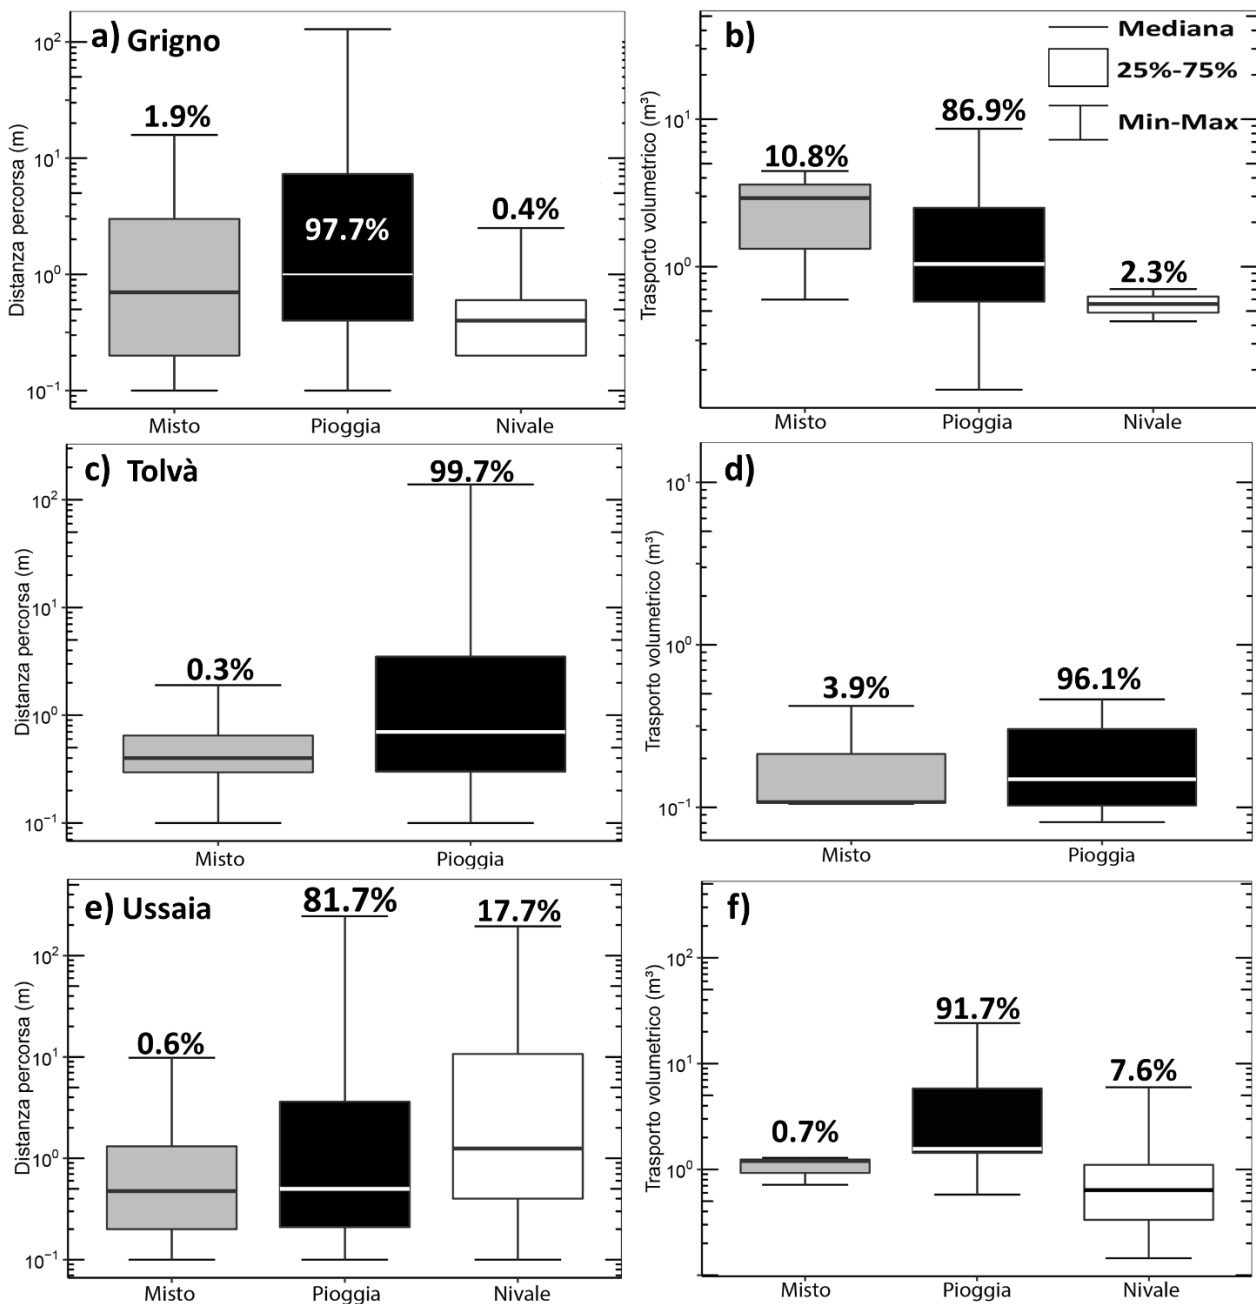 a) Grigno
Distanza percorsa (m)
10²
10¹
10⁰
10⁻¹
1.9%
97.7%
0.4%
Misto Pioggia Nivale
b)
Mediana
25%-75%
Min-Max
Trasporto volumetrico (m³)
10¹
10⁰
10.8%
86.9%
2.3%
Misto Pioggia Nivale
c) Tolvà
Distanza percorsa (m)
10²
10¹
10⁰
10⁻¹
0.3%
99.7%
Misto Pioggia
d)
Trasporto volumetrico (m³)
10¹
10⁰
10⁻¹
3.9%
96.1%
Misto Pioggia
e) Ussaia
Distanza percorsa (m)
10²
10¹
10⁰
10⁻¹
0.6%
81.7%
17.7%
Misto Pioggia Nivale
f)
Trasporto volumetrico (m³)
10²
10¹
10⁰
0.7%
91.7%
7.6%
Misto Pioggia Nivale